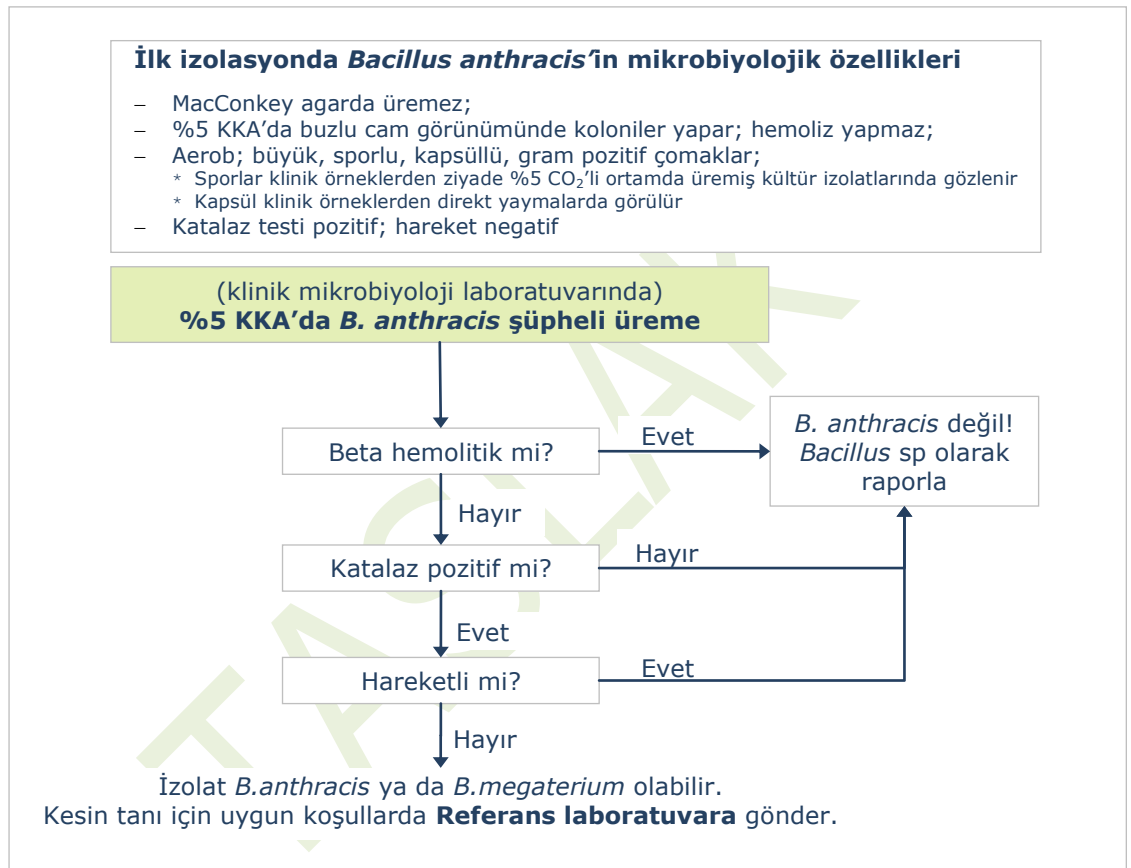 İlk izolasyonda Bacillus anthracis’in mikrobiyolojik özellikleri
− MacConkey agarda üremez;
− %5 KKA’da buzlu cam görünümünde koloniler yapar; hemoliz yapmaz;
− Aerob; büyük, sporlu, kapsüllü, gram pozitif çomaklar;
* Sporlar klinik örneklerden ziyade %5 CO₂’li ortamda üremiş kültür izolatlarında gözlenir
* Kapsül klinik örneklerden direkt yaymalarda görülür
− Katalaz testi pozitif; hareket negatif
(klinik mikrobiyoloji laboratuvarında)
%5 KKA’da B. anthracis şüpheli üreme
Beta hemolitik mi?
Evet
B. anthracis değil!
Bacillus sp olarak
raporla
Hayır
Katalaz pozitif mi?
Hayır
Evet
Hareketli mi?
Evet
Hayır
İzolat B.anthracis ya da B.megaterium olabilir.
Kesin tanı için uygun koşullarda Referans laboratuvara gönder.
TASLAK